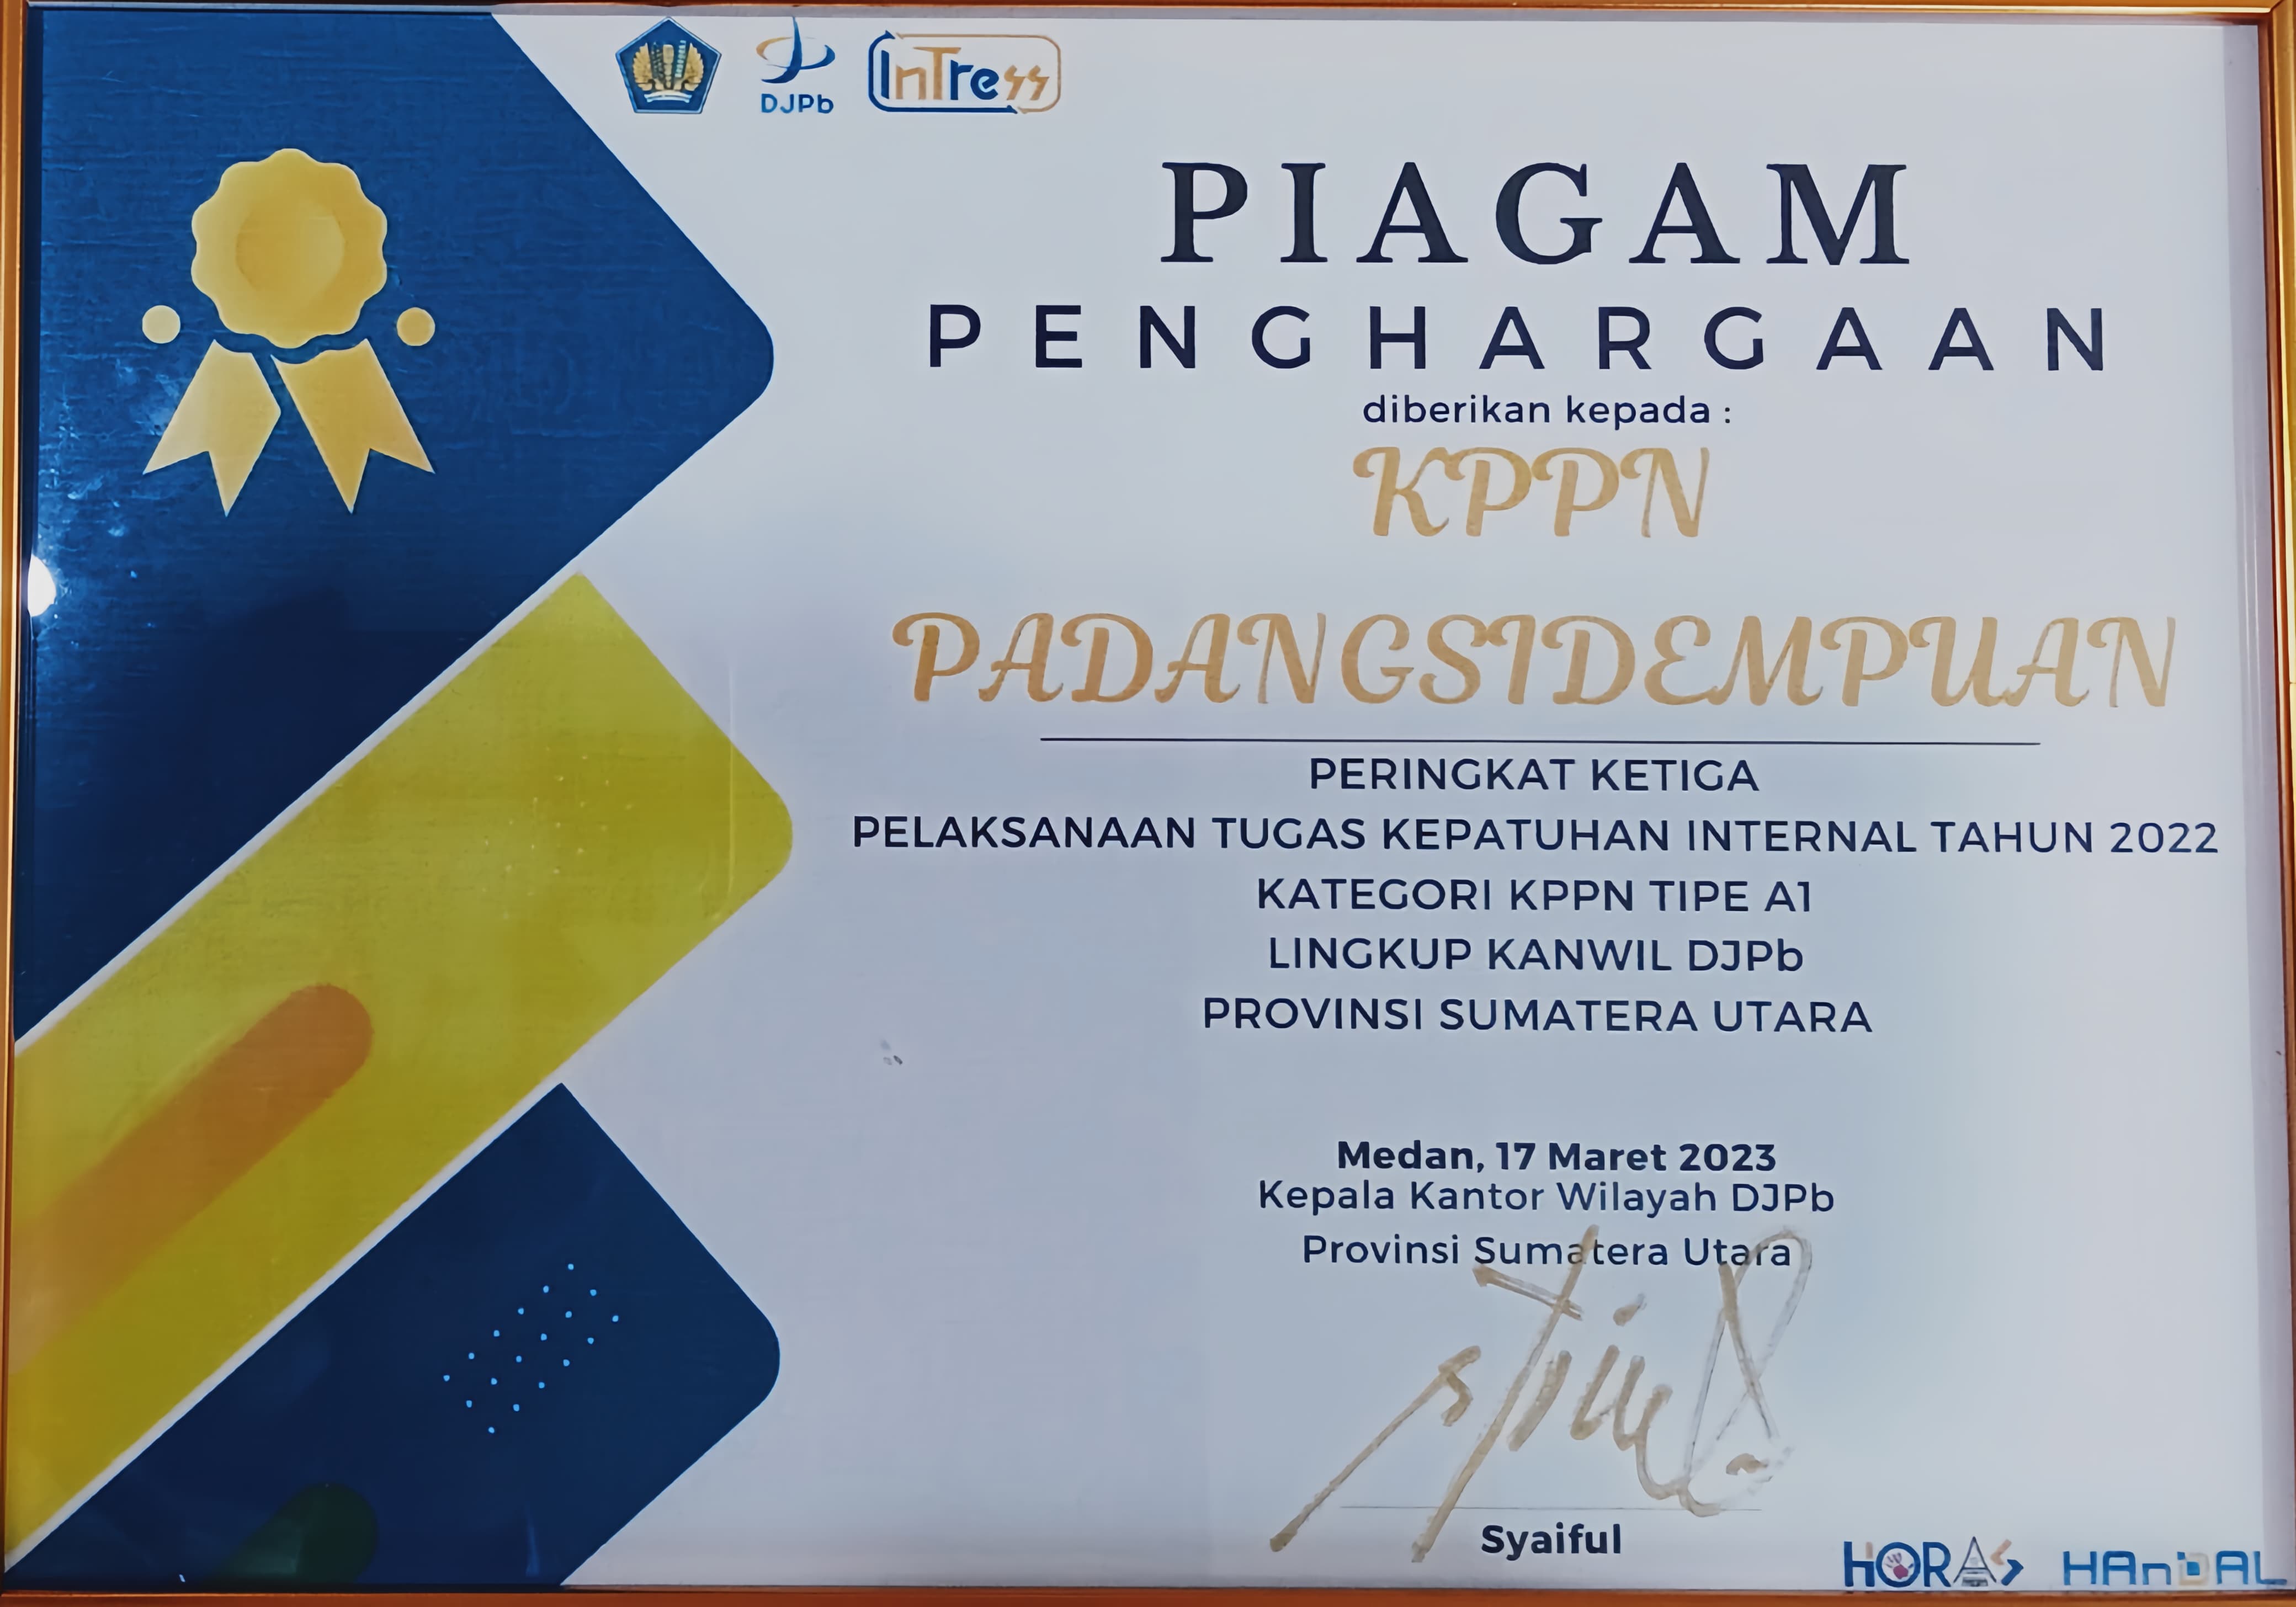 DJPb
InTress
PIAGAM
PENGHARGAAN
diberikan kepada :
KPPN
PADANGSIDEMPUAN
PERINGKAT KETIGA
PELAKSANAAN TUGAS KEPATUHAN INTERNAL TAHUN 2022
KATEGORI KPPN TIPE A1
LINGKUP KANWIL DJPb
PROVINSI SUMATERA UTARA
Medan, 17 Maret 2023
Kepala Kantor Wilayah DJPb
Provinsi Sumatera Utara
Syaiful
HORAS HAnDAL